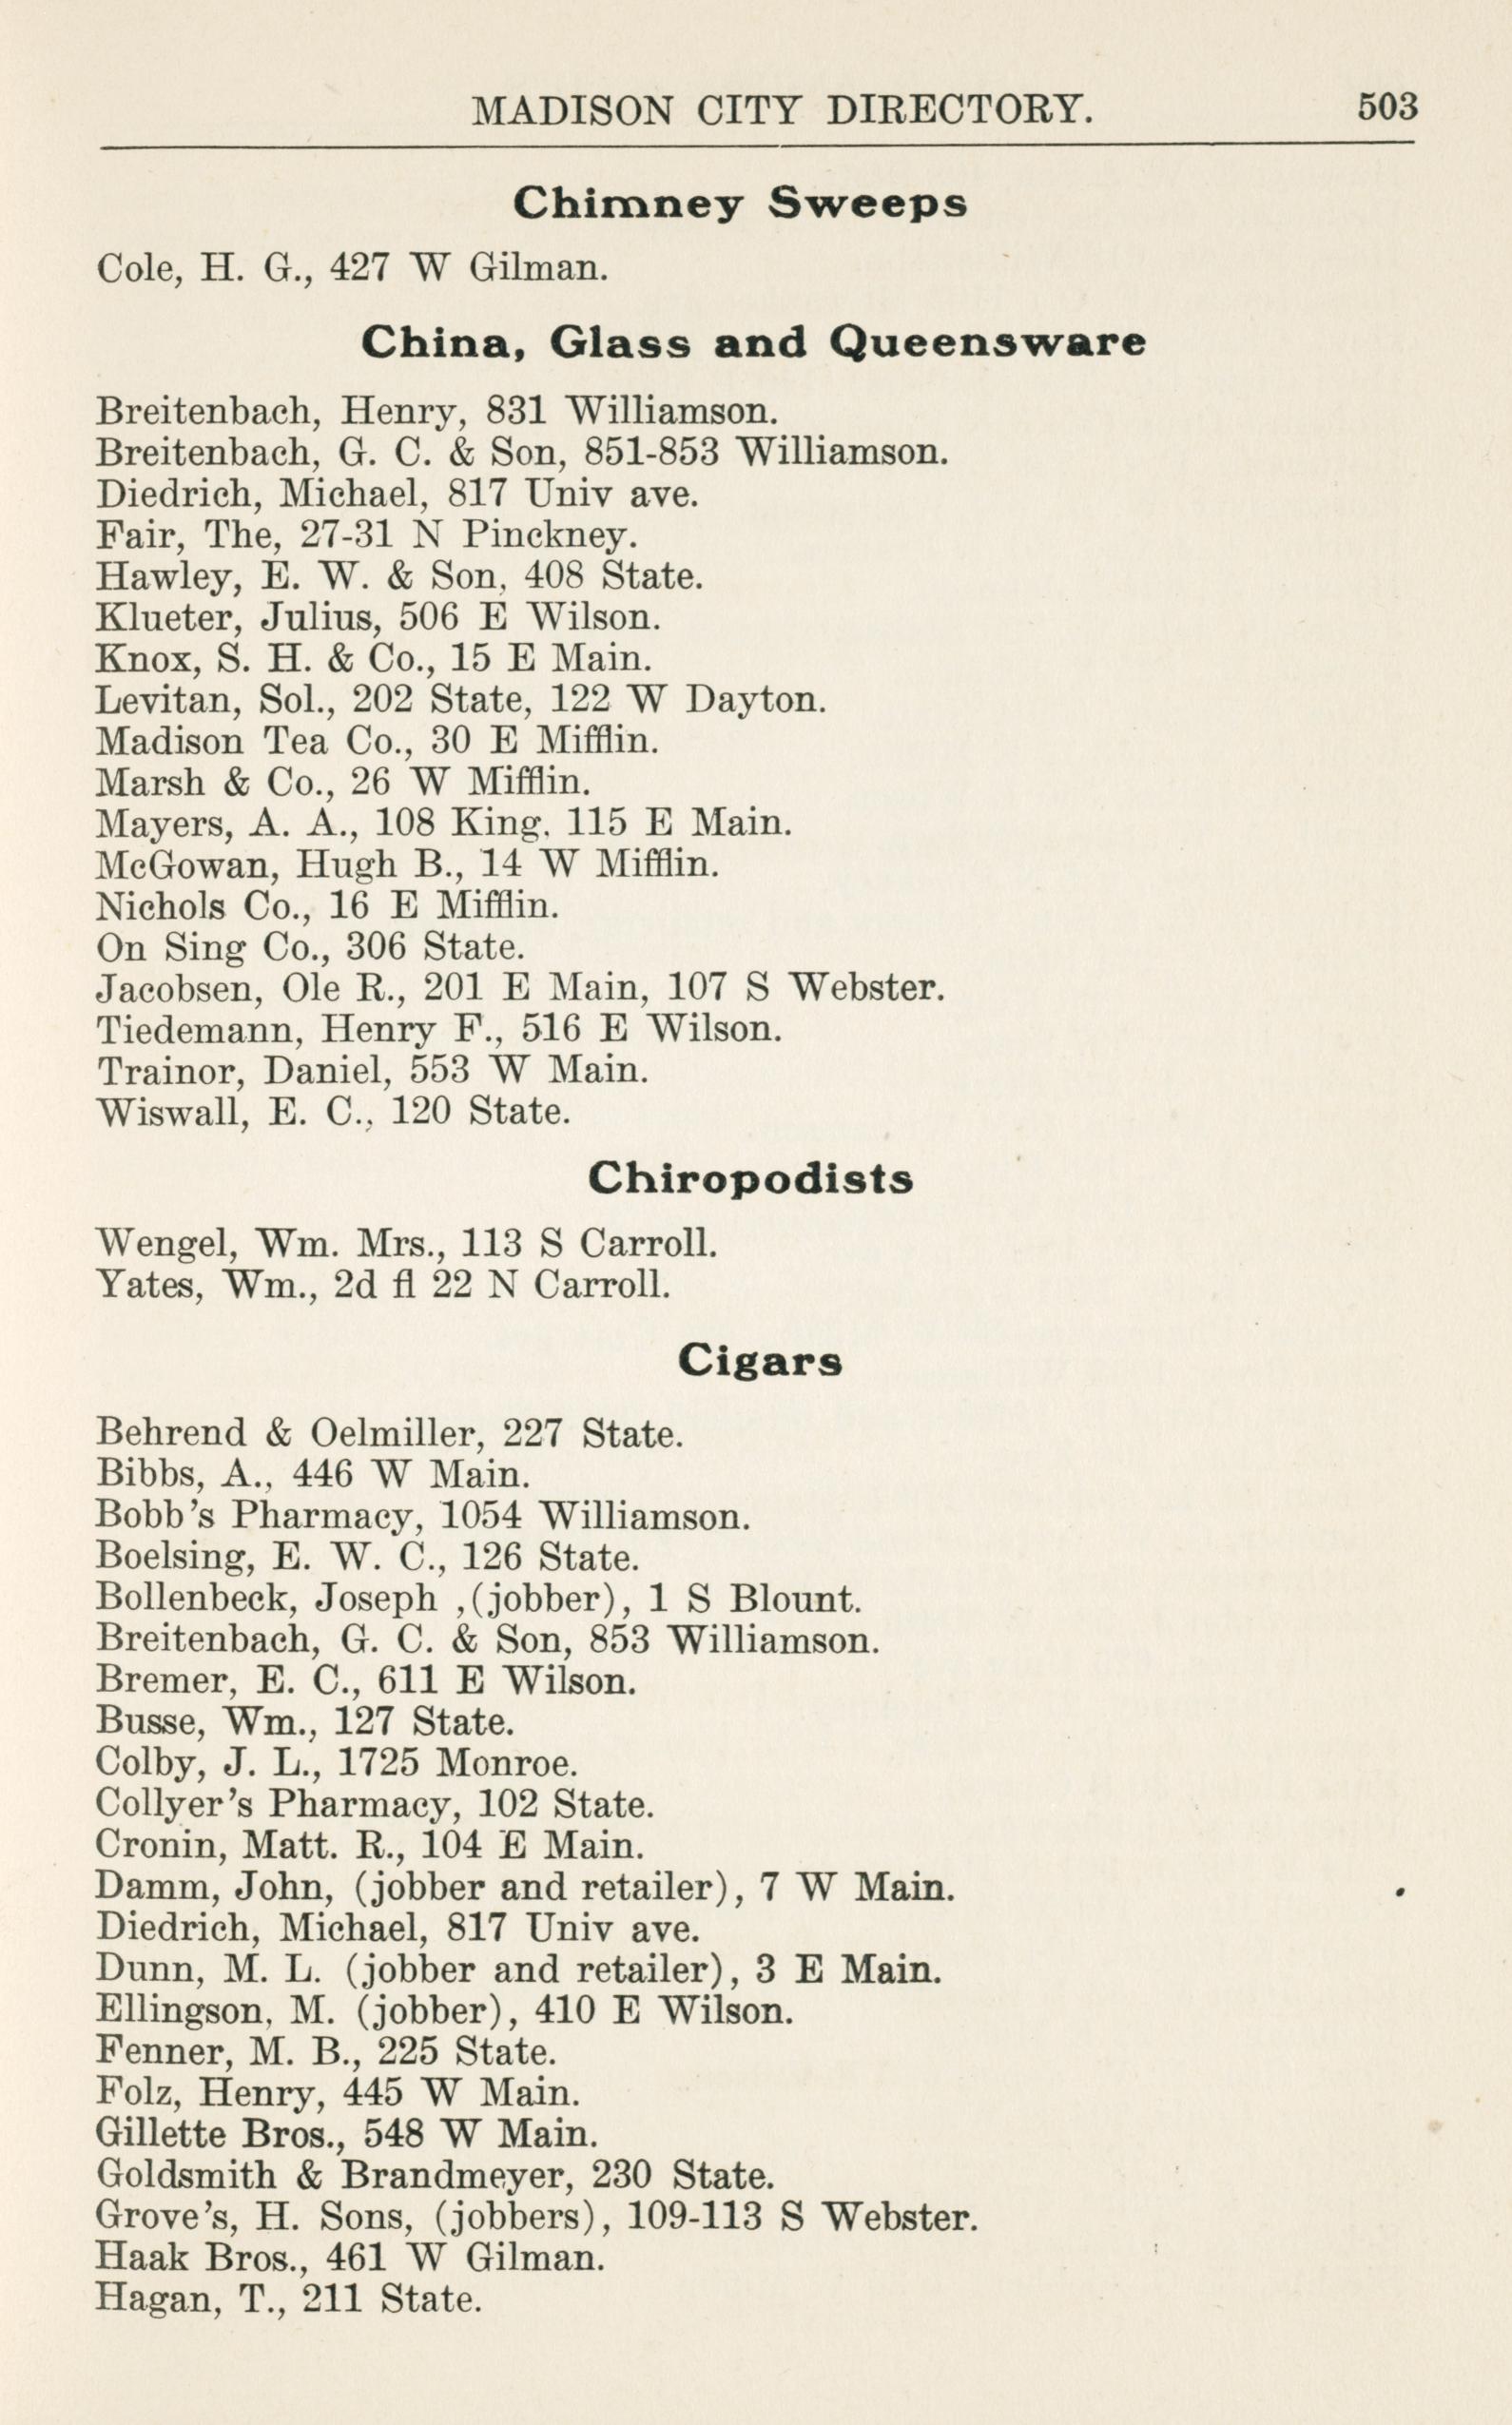 MADISON CITY DIRECTORY. 503
Chimney Sweeps
Cole, H. G., 427 W Gilman.
China, Glass and Queensware
Breitenbach, Henry, 831 Williamson.
Breitenbach, G. C. & Son, 851-853 Williamson.
Diedrich, Michael, 817 Univ ave.
Fair, The, 27-31 N Pinckney.
Hawley, E. W. & Son, 408 State.
Klueter, Julius, 506 E Wilson.
Knox, S. H. & Co., 15 E Main.
Levitan, Sol., 202 State, 122 W Dayton.
Madison Tea Co., 30 E Mifflin.
Marsh & Co., 26 W Mifflin.
Mayers, A. A., 108 King. 115 E Main.
McGowan, Hugh B., 14 W Mifflin.
Nichols Co., 16 E Mifflin.
On Sing Co., 306 State.
Jacobsen, Ole R., 201 E Main, 107 S Webster.
Tiedemann, Henry F., 516 E Wilson.
Trainor, Daniel, 553 W Main.
Wiswall, E. C., 120 State.
Chiropodists
Wengel, Wm. Mrs., 113 S Carroll.
Yates, Wm., 2d fl 22 N Carroll.
Cigars
Behrend & Oelmiller, 227 State.
Bibbs, A., 446 W Main.
Bobb's Pharmacy, 1054 Williamson.
Boelsing, E. W. C., 126 State.
Bollenbeck, Joseph ,(jobber), 1 S Blount.
Breitenbach, G. C. & Son, 853 Williamson.
Bremer, E. C., 611 E Wilson.
Busse, Wm., 127 State.
Colby, J. L., 1725 Monroe.
Collyer's Pharmacy, 102 State.
Cronin, Matt. R., 104 E Main.
Damm, John, (jobber and retailer), 7 W Main.
Diedrich, Michael, 817 Univ ave.
Dunn, M. L. (jobber and retailer), 3 E Main.
Ellingson, M. (jobber), 410 E Wilson.
Fenner, M. B., 225 State.
Folz, Henry, 445 W Main.
Gillette Bros., 548 W Main.
Goldsmith & Brandmeyer, 230 State.
Grove's, H. Sons, (jobbers), 109-113 S Webster.
Haak Bros., 461 W Gilman.
Hagan, T., 211 State.